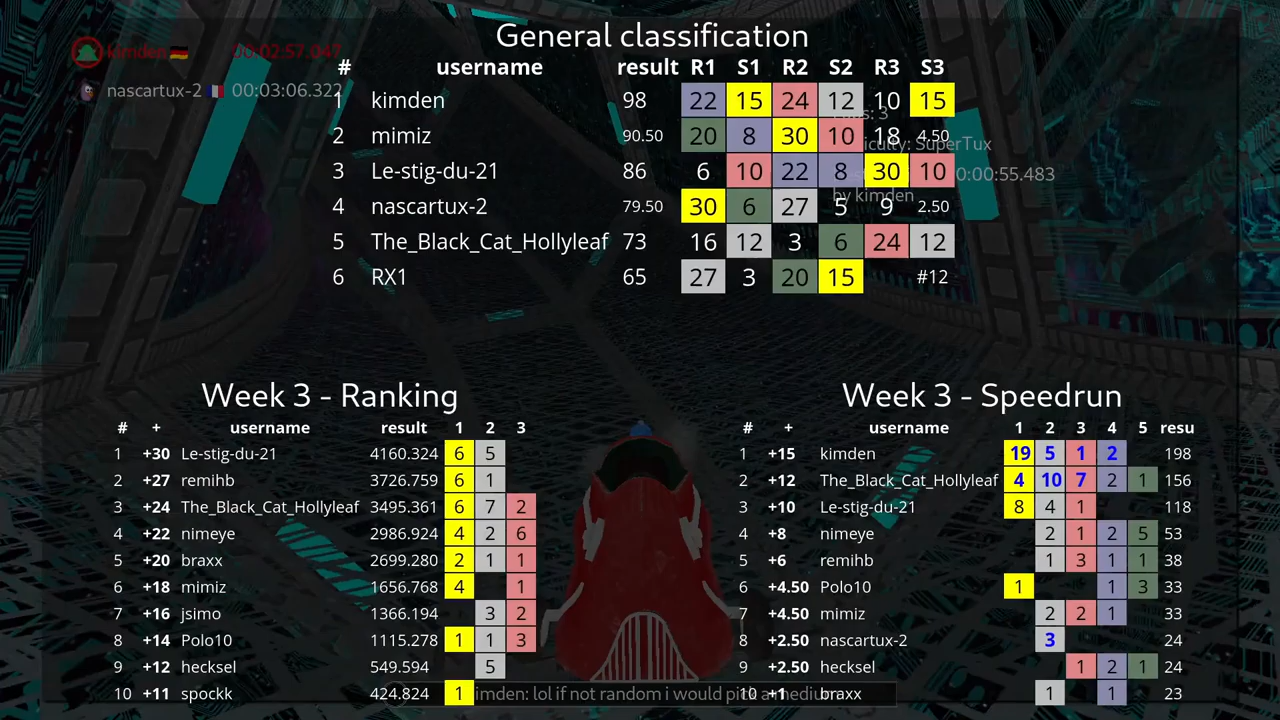 General classification
# username result R1 S1 R2 S2 R3 S3
kimden 00:02:57.047
nascartux-2 00:03:06.322
1 kimden 98 22 15 24 12 10 15
2 mimiz 90.50 20 8 30 10 18 4.50
SuperTux
3 Le-stig-du-21 86 6 10 22 8 30 10
0:00:55.483
by kimden
4 nascartux-2 79.50 30 6 27 5 9 2.50
5 The_Black_Cat_Hollyleaf 73 16 12 3 6 24 12
6 RX1 65 27 3 20 15 #12
Week 3 - Ranking
# + username result 1 2 3
1 +30 Le-stig-du-21 4160.324 6 5
2 +27 remihb 3726.759 6 1
3 +24 The_Black_Cat_Hollyleaf 3495.361 6 7 2
4 +22 nimeye 2986.924 4 2 6
5 +20 braxx 2699.280 2 1 1
6 +18 mimiz 1656.768 4 1
7 +16 jsimo 1366.194 3 2
8 +14 Polo10 1115.278 1 1 3
9 +12 hecksel 549.594 5
10 +11 spockk 424.824 1
Week 3 - Speedrun
# + username 1 2 3 4 5 resu
1 +15 kimden 19 5 1 2 198
2 +12 The_Black_Cat_Hollyleaf 4 10 7 2 1 156
3 +10 Le-stig-du-21 8 4 1 118
4 +8 nimeye 2 1 2 5 53
5 +6 remihb 1 3 1 1 38
6 +4.50 Polo10 1 1 3 33
7 +4.50 mimiz 2 2 1 33
8 +2.50 nascartux-2 3 24
9 +2.50 hecksel 1 2 1 24
10 +1 braxx 1 1 23
kimden: lol if not random i would pick a medium